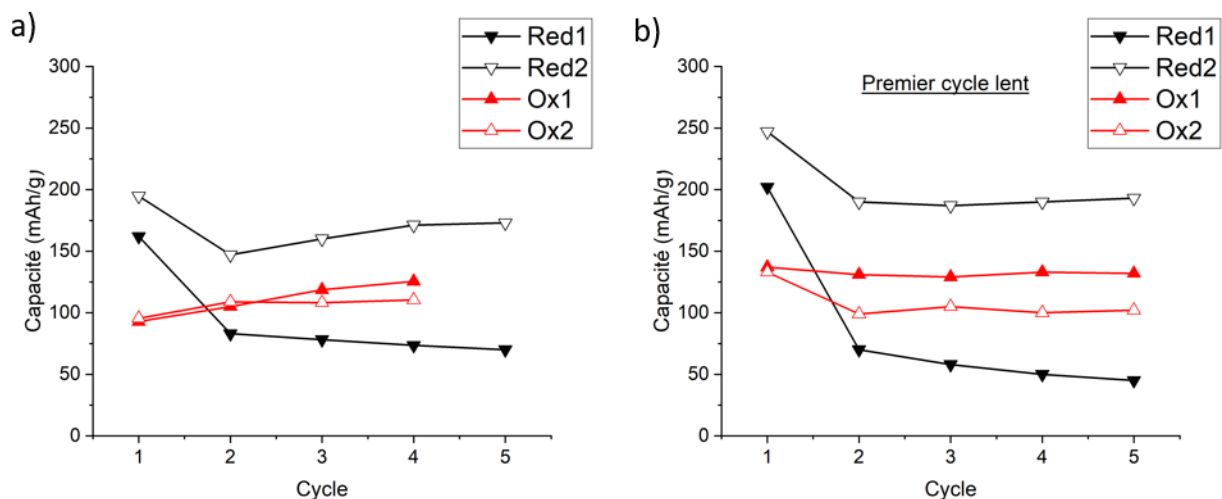 a)
Red1
Red2
Ox1
Ox2
300
250
200
150
100
50
0
Capacité (mAh/g)
1 2 3 4 5
Cycle
b)
Red1
Red2
Ox1
Ox2
Premier cycle lent
300
250
200
150
100
50
0
Capacité (mAh/g)
1 2 3 4 5
Cycle